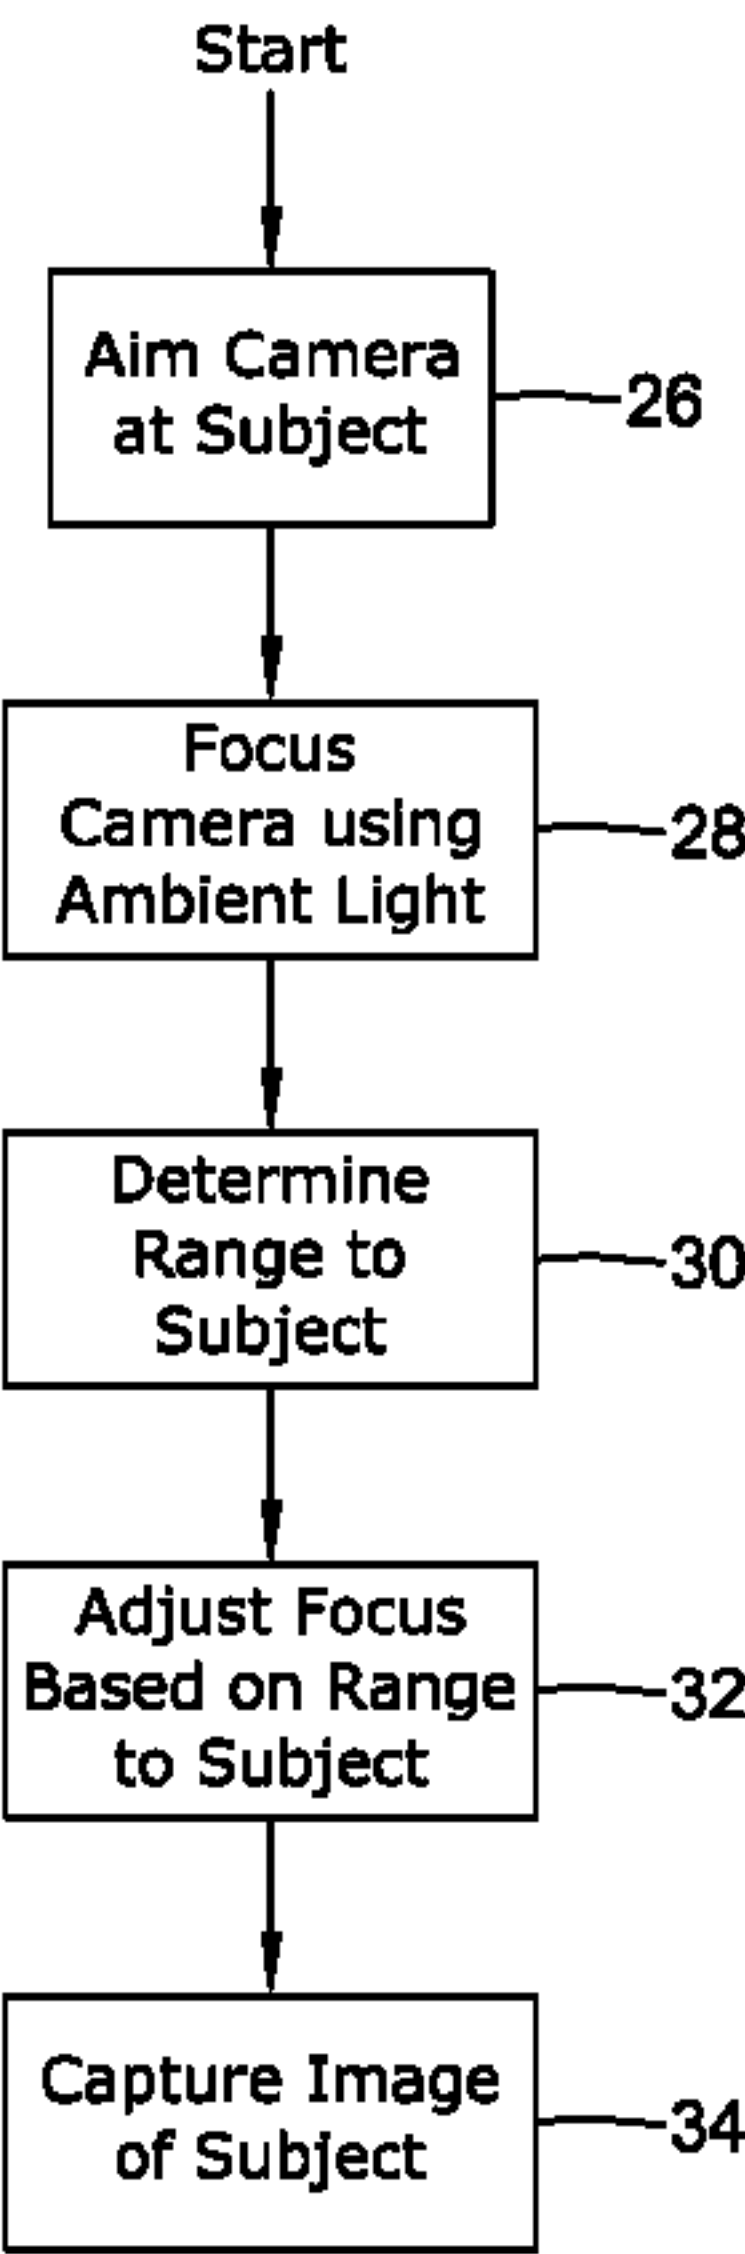 Start
Aim Camera
at Subject
26
Focus
Camera using
Ambient Light
28
Determine
Range to
Subject
30
Adjust Focus
Based on Range
to Subject
32
Capture Image
of Subject
34